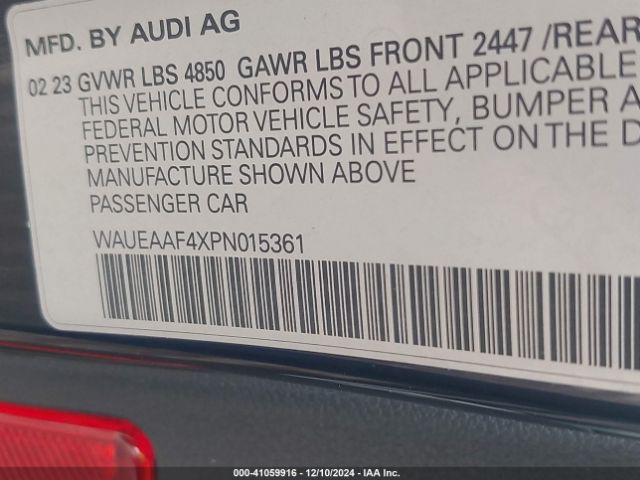 MFD. BY AUDI AG
02 23 GVWR LBS 4850 GAWR LBS FRONT 2447 /REAR
THIS VEHICLE CONFORMS TO ALL APPLICABLE
FEDERAL MOTOR VEHICLE SAFETY, BUMPER A
PREVENTION STANDARDS IN EFFECT ON THE D
MANUFACTURE SHOWN ABOVE
PASSENGER CAR
WAUEAAF4XPN015361
000-41059916 - 12/10/2024 - IAA Inc.